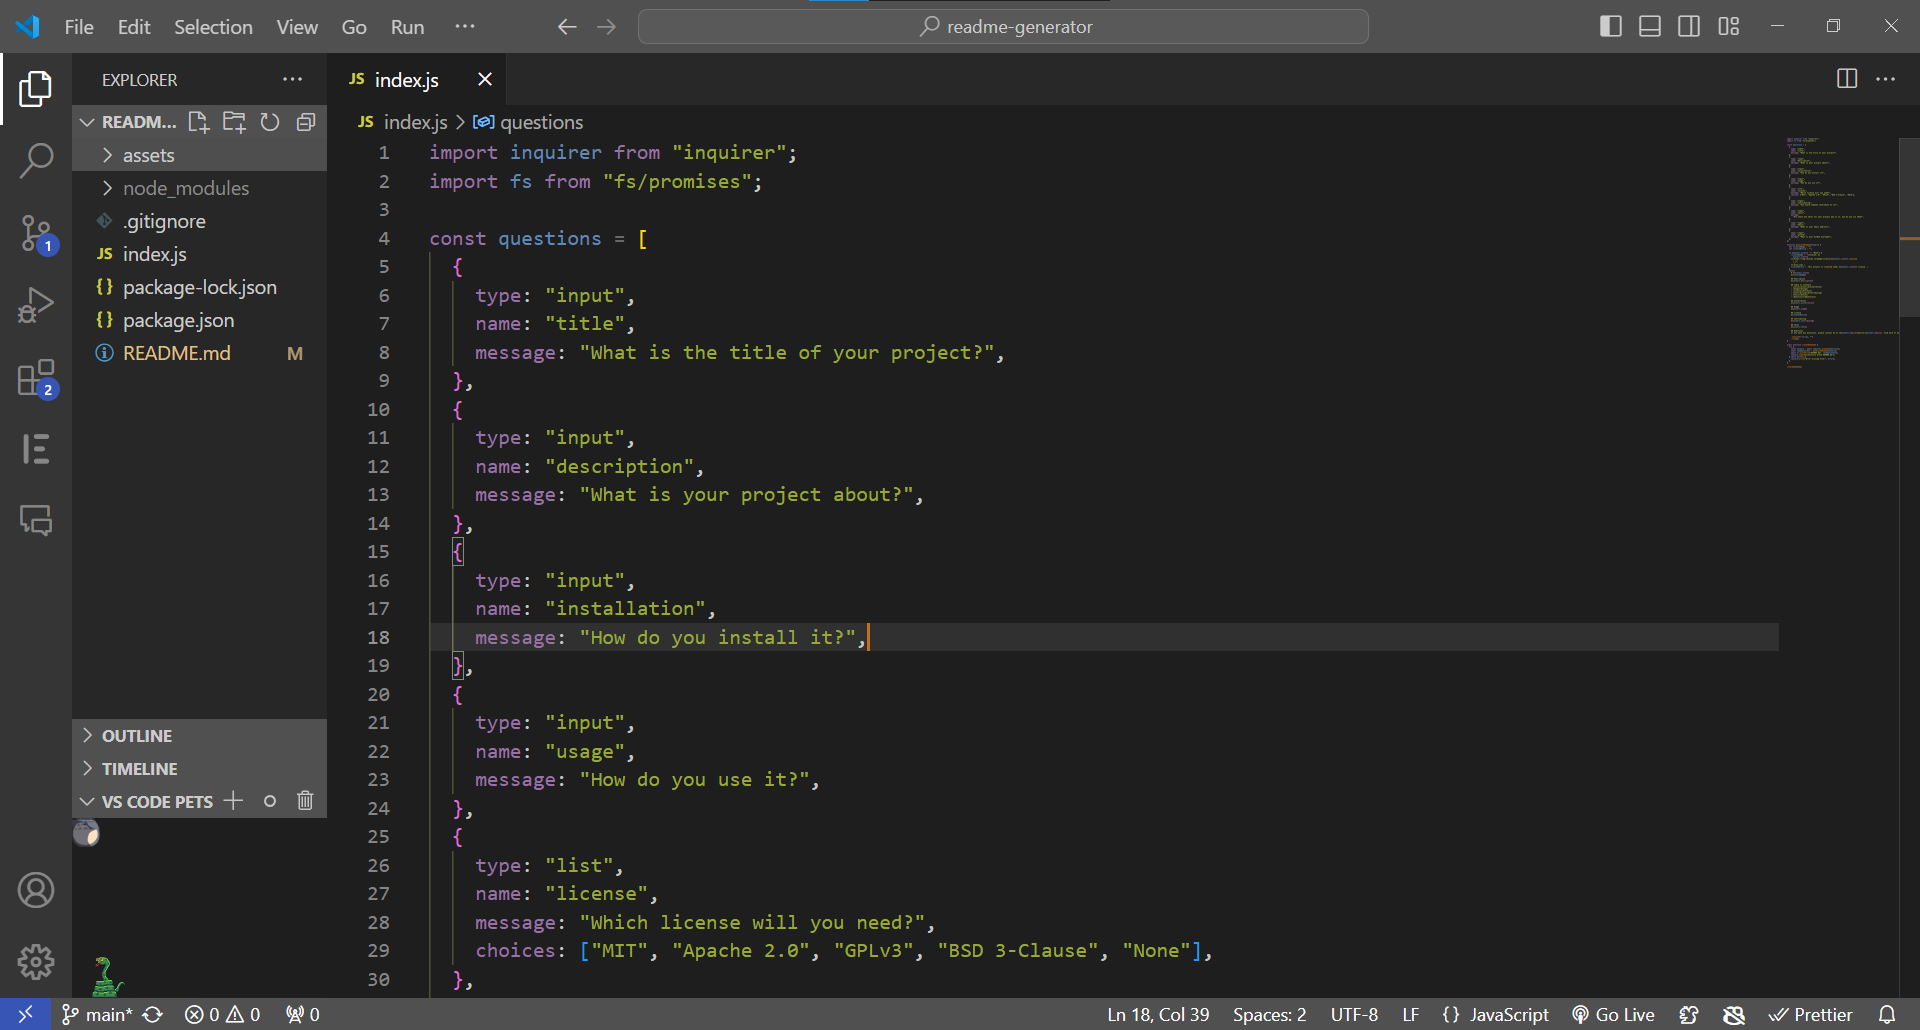 File Edit Selection View Go Run ··· readme-generator
EXPLORER ···
READM...
assets
node_modules
.gitignore
JS index.js
{} package-lock.json
{} package.json
README.md M
OUTLINE
TIMELINE
VS CODE PETS
1
2
JS index.js
JS index.js > questions
1 import inquirer from "inquirer";
2 import fs from "fs/promises";
3
4 const questions = [
5 {
6 type: "input",
7 name: "title",
8 message: "What is the title of your project?",
9 },
10 {
11 type: "input",
12 name: "description",
13 message: "What is your project about?",
14 },
15 {
16 type: "input",
17 name: "installation",
18 message: "How do you install it?",
19 },
20 {
21 type: "input",
22 name: "usage",
23 message: "How do you use it?",
24 },
25 {
26 type: "list",
27 name: "license",
28 message: "Which license will you need?",
29 choices: ["MIT", "Apache 2.0", "GPLv3", "BSD 3-Clause", "None"],
30 },
main* 0 0 0 Ln 18, Col 39 Spaces: 2 UTF-8 LF {} JavaScript Go Live Prettier